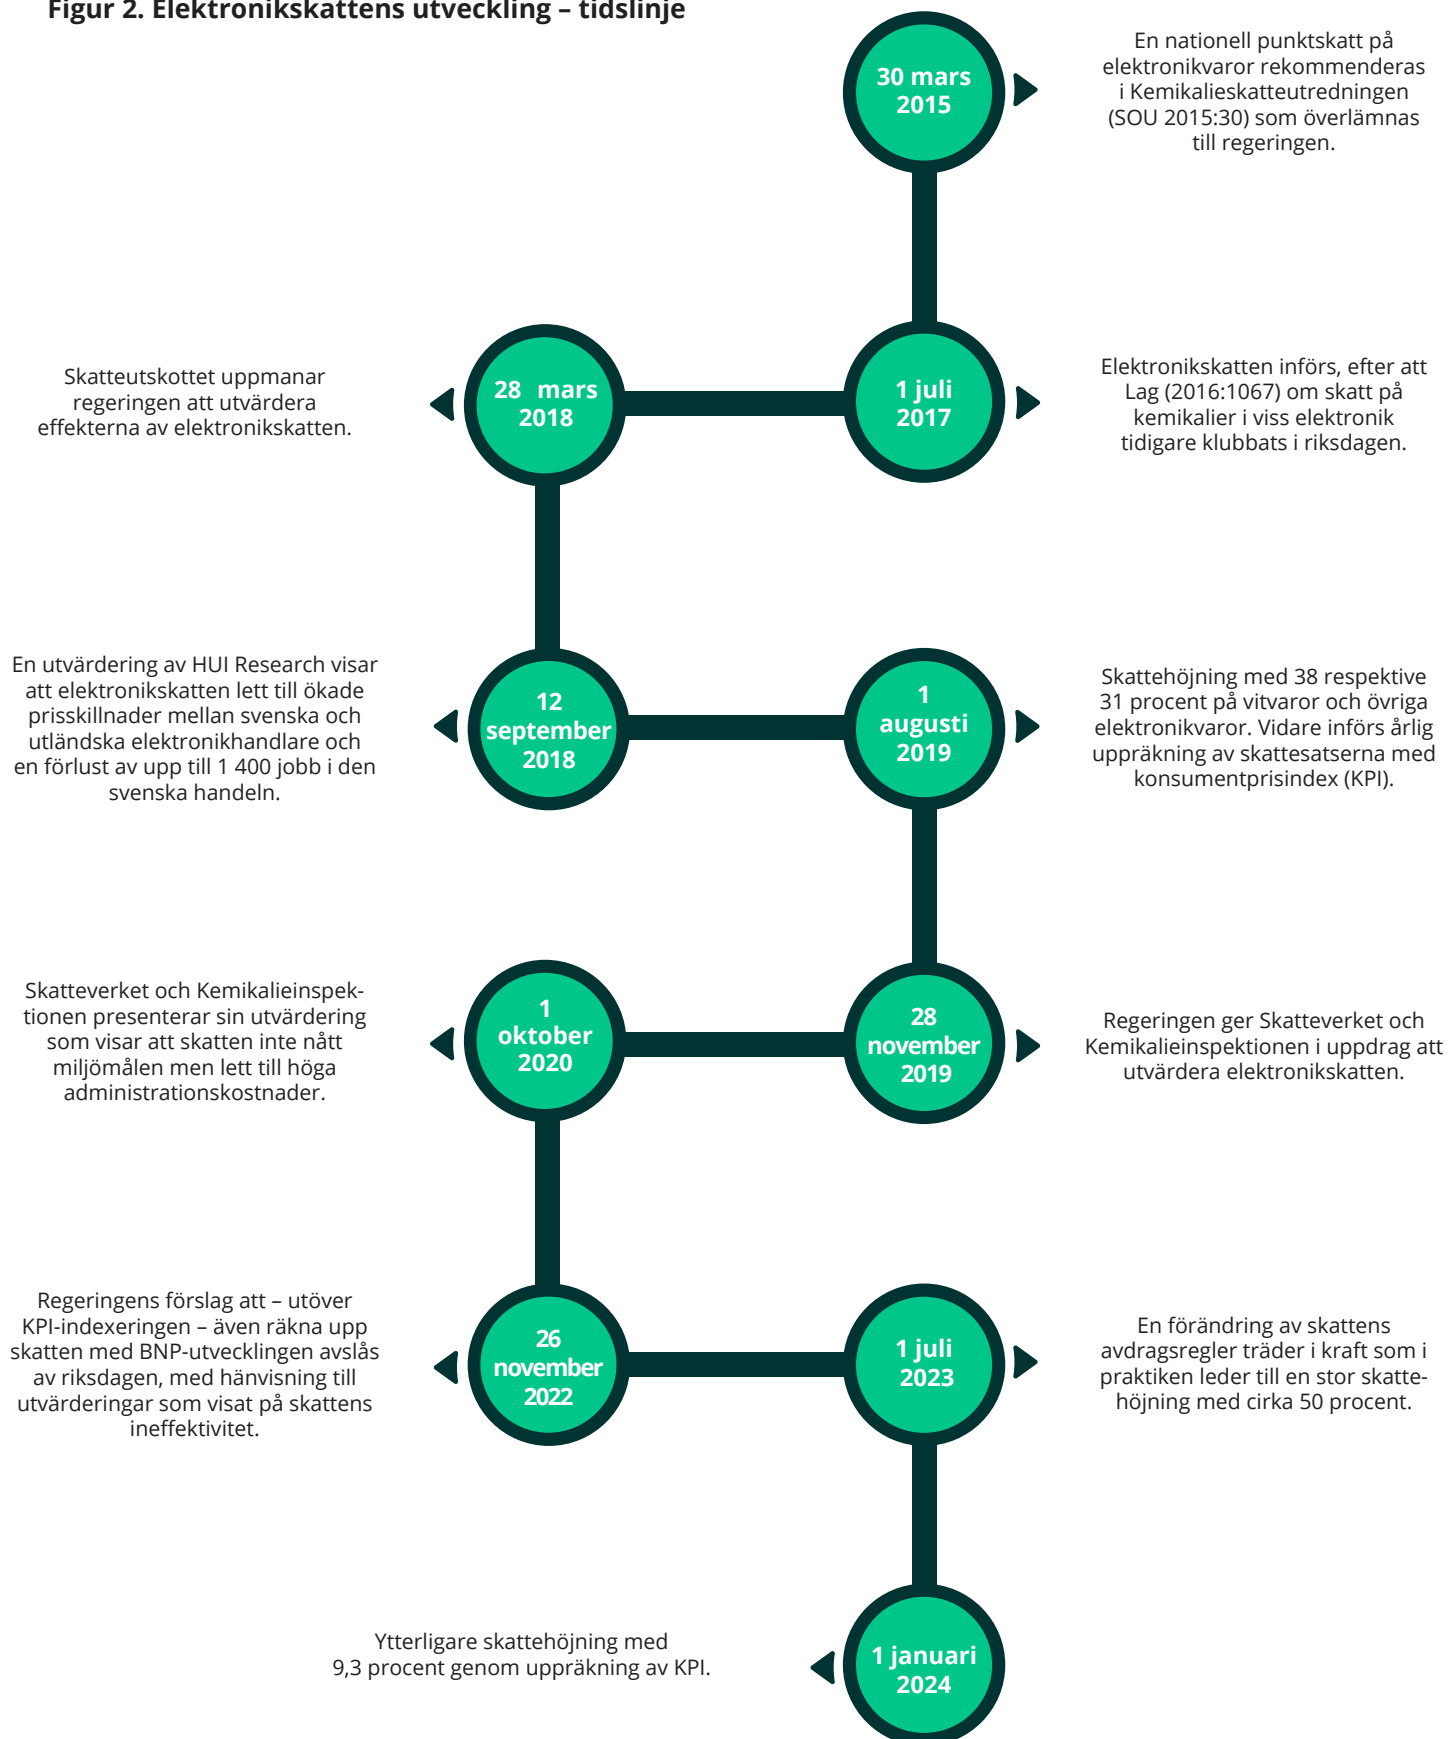 Figur 2. Elektronikskattens utveckling – tidslinje
30 mars
2015
En nationell punktskatt på
elektronikvaror rekommenderas
i Kemikalieskatteutredningen
(SOU 2015:30) som överlämnas
till regeringen.
1 juli
2017
Elektronikskatten införs, efter att
Lag (2016:1067) om skatt på
kemikalier i viss elektronik
tidigare klubbats i riksdagen.
28 mars
2018
Skatteutskottet uppmanar
regeringen att utvärdera
effekterna av elektronikskatten.
12
september
2018
En utvärdering av HUI Research visar
att elektronikskatten lett till ökade
prisskillnader mellan svenska och
utländska elektronikhandlare och
en förlust av upp till 1 400 jobb i den
svenska handeln.
1
augusti
2019
Skattehöjning med 38 respektive
31 procent på vitvaror och övriga
elektronikvaror. Vidare införs årlig
uppräkning av skattesatserna med
konsumentprisindex (KPI).
28
november
2019
Regeringen ger Skatteverket och
Kemikalieinspektionen i uppdrag att
utvärdera elektronikskatten.
1
oktober
2020
Skatteverket och Kemikalieinspek-
tionen presenterar sin utvärdering
som visar att skatten inte nått
miljömålen men lett till höga
administrationskostnader.
26
november
2022
Regeringens förslag att – utöver
KPI-indexeringen – även räkna upp
skatten med BNP-utvecklingen avslås
av riksdagen, med hänvisning till
utvärderingar som visat på skattens
ineffektivitet.
1 juli
2023
En förändring av skattens
avdragsregler träder i kraft som i
praktiken leder till en stor skatte-
höjning med cirka 50 procent.
1 januari
2024
Ytterligare skattehöjning med
9,3 procent genom uppräkning av KPI.